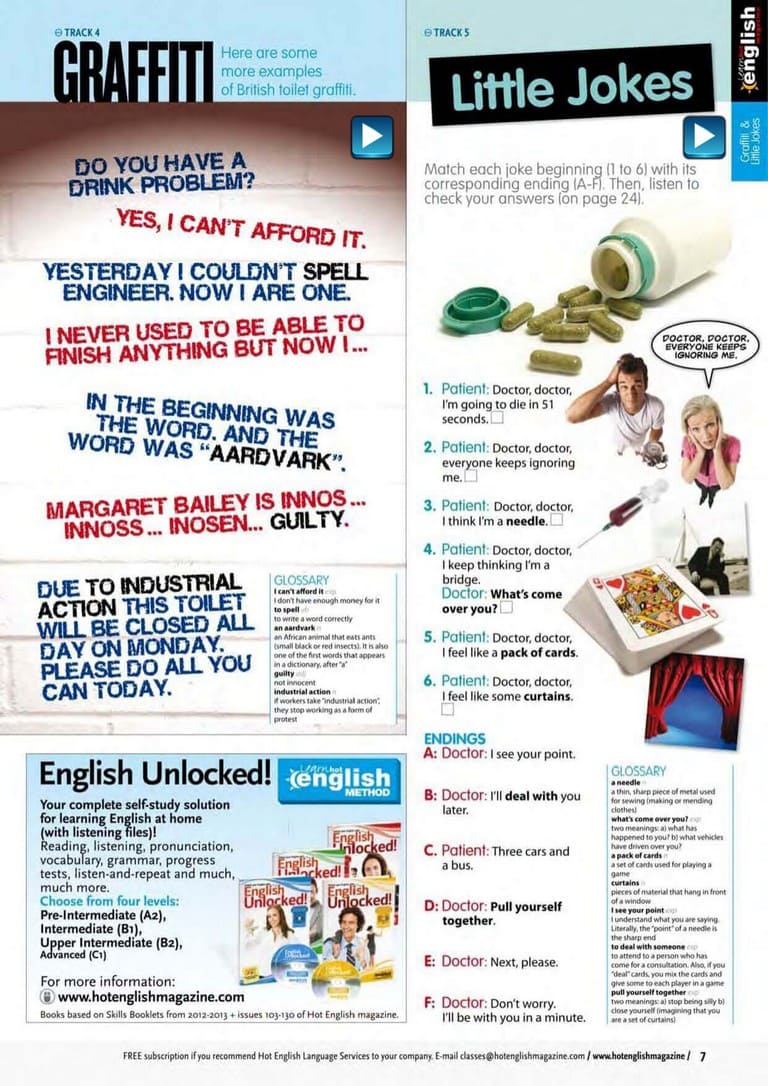 TRACK 4
GRAFFITI
Here are some
more examples
of British toilet graffiti.
DO YOU HAVE A
DRINK PROBLEM?
YES, I CAN'T AFFORD IT.
YESTERDAY I COULDN'T SPELL
ENGINEER. NOW I ARE ONE.
I NEVER USED TO BE ABLE TO
FINISH ANYTHING BUT NOW I...
IN THE BEGINNING WAS
THE WORD. AND THE
WORD WAS "AARDVARK".
MARGARET BAILEY IS INNOS...
INNOSS... INOSEN... GUILTY.
DUE TO INDUSTRIAL
ACTION THIS TOILET
WILL BE CLOSED ALL
DAY ON MONDAY.
PLEASE DO ALL YOU
CAN TODAY.
GLOSSARY
I can't afford it exp
I don't have enough money for it
to spell vb
to write a word correctly
an aardvark n
an African animal that eats ants
(small black or red insects). It is also
one of the first words that appears
in a dictionary, after "a"
guilty adj
not innocent
industrial action n
if workers take "industrial action",
they stop working as a form of
protest
English Unlocked!
Learn hot
english
METHOD
Your complete self-study solution
for learning English at home
(with listening files)!
Reading, listening, pronunciation,
vocabulary, grammar, progress
tests, listen-and-repeat and much,
much more.
Choose from four levels:
Pre-Intermediate (A2),
Intermediate (B1),
Upper Intermediate (B2),
Advanced (C1)
For more information:
www.hotenglishmagazine.com
Books based on Skills Booklets from 2012-2013 + issues 103-130 of Hot English magazine.
English
Unlocked!
English
Unlocked!
English
Unlocked!
English
Unlocked!
TRACK 5
Little Jokes
Learn hot
english
magazine
Graffiti &
Little Jokes
Match each joke beginning (1 to 6) with its
corresponding ending (A-F). Then, listen to
check your answers (on page 24).
DOCTOR, DOCTOR,
EVERYONE KEEPS
IGNORING ME.
1. Patient: Doctor, doctor,
I'm going to die in 51
seconds.
2. Patient: Doctor, doctor,
everyone keeps ignoring
me.
3. Patient: Doctor, doctor,
I think I'm a needle.
4. Patient: Doctor, doctor,
I keep thinking I'm a
bridge.
Doctor: What's come
over you?
5. Patient: Doctor, doctor,
I feel like a pack of cards.
6. Patient: Doctor, doctor,
I feel like some curtains.
ENDINGS
A: Doctor: I see your point.
B: Doctor: I'll deal with you
later.
C. Patient: Three cars and
a bus.
D: Doctor: Pull yourself
together.
E: Doctor: Next, please.
F: Doctor: Don't worry.
I'll be with you in a minute.
GLOSSARY
a needle n
a thin, sharp piece of metal used
for sewing (making or mending
clothes)
what's come over you? exp
two meanings: a) what has
happened to you? b) what vehicles
have driven over you?
a pack of cards n
a set of cards used for playing a
game
curtains n
pieces of material that hang in front
of a window
I see your point exp
I understand what you are saying.
Literally, the "point" of a needle is
the sharp end
to deal with someone exp
to attend to a person who has
come for a consultation. Also, if you
"deal" cards, you mix the cards and
give some to each player in a game
pull yourself together exp
two meanings: a) stop being silly b)
close yourself (imagining that you
are a set of curtains)
FREE subscription if you recommend Hot English Language Services to your company. E-mail classes@hotenglishmagazine.com / www.hotenglishmagazine / 7